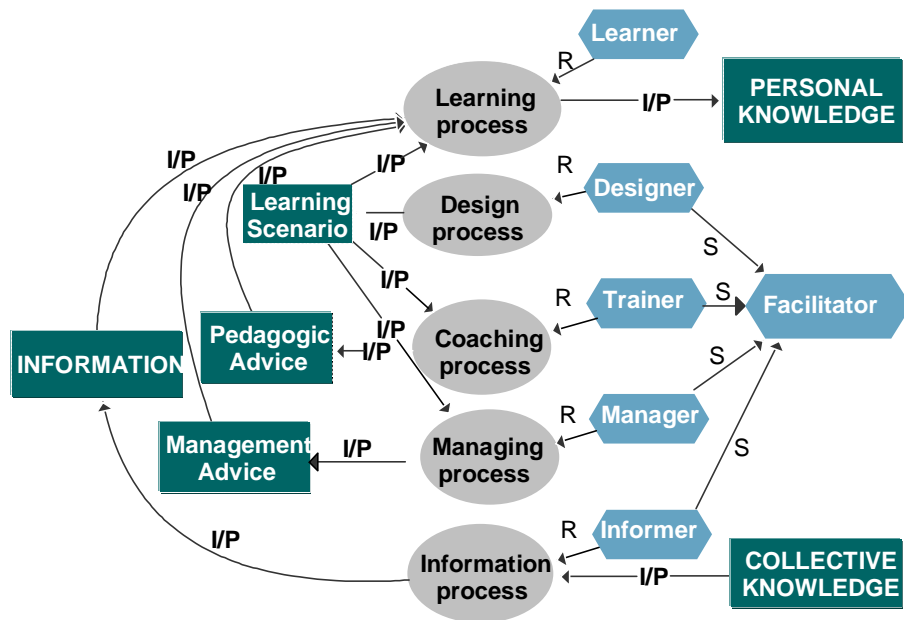 Learner
R
Learning
process
I/P
PERSONAL
KNOWLEDGE
I/P
I/P
I/P
I/P
R
Designer
Learning
Scenario
I/P
Design
process
S
I/P
R
Trainer
S
Facilitator
I/P
Pedagogic
Advice
I/P
Coaching
process
INFORMATION
S
R
Manager
Management
Advice
I/P
Managing
process
S
I/P
R
Informer
Information
process
I/P
COLLECTIVE
KNOWLEDGE